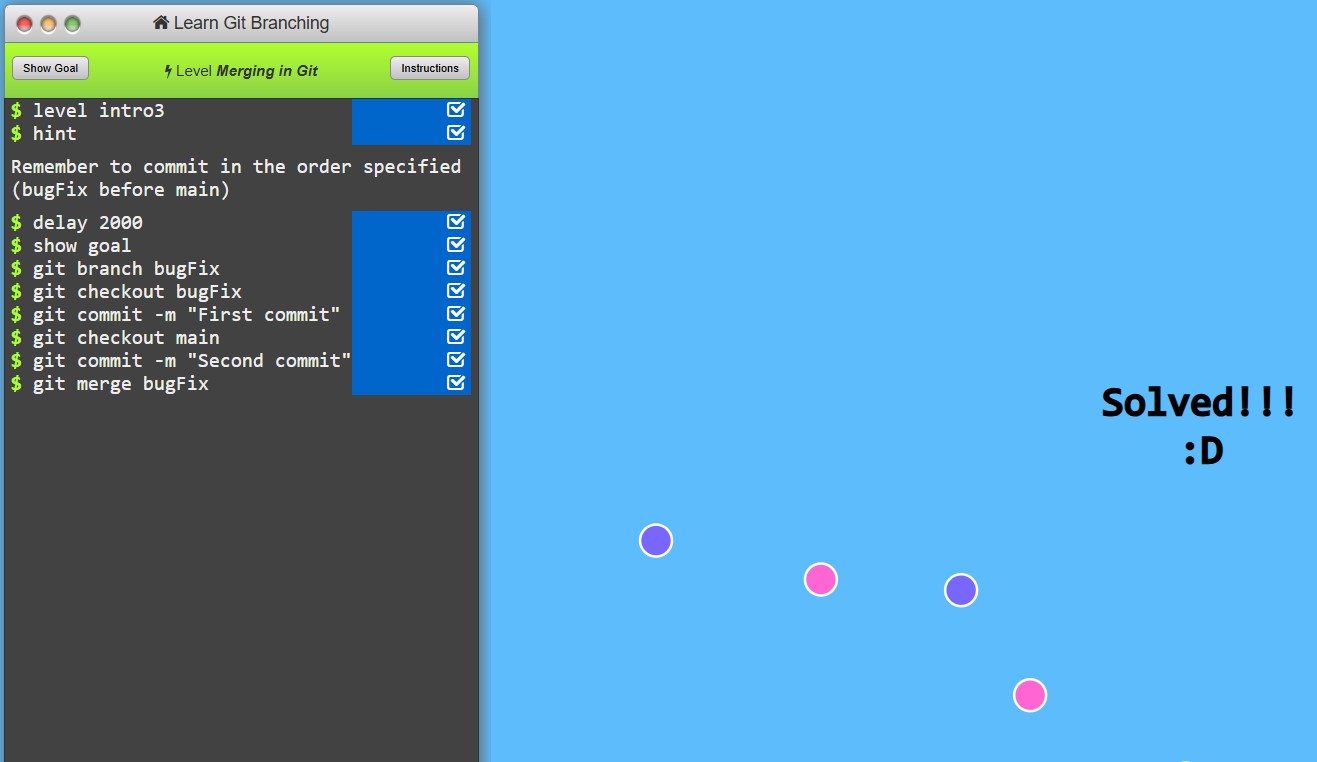 Learn Git Branching
Show Goal
Level Merging in Git
Instructions
$ level intro3
$ hint
Remember to commit in the order specified
(bugFix before main)
$ delay 2000
$ show goal
$ git branch bugFix
$ git checkout bugFix
$ git commit -m "First commit"
$ git checkout main
$ git commit -m "Second commit"
$ git merge bugFix
Solved!!!
:D